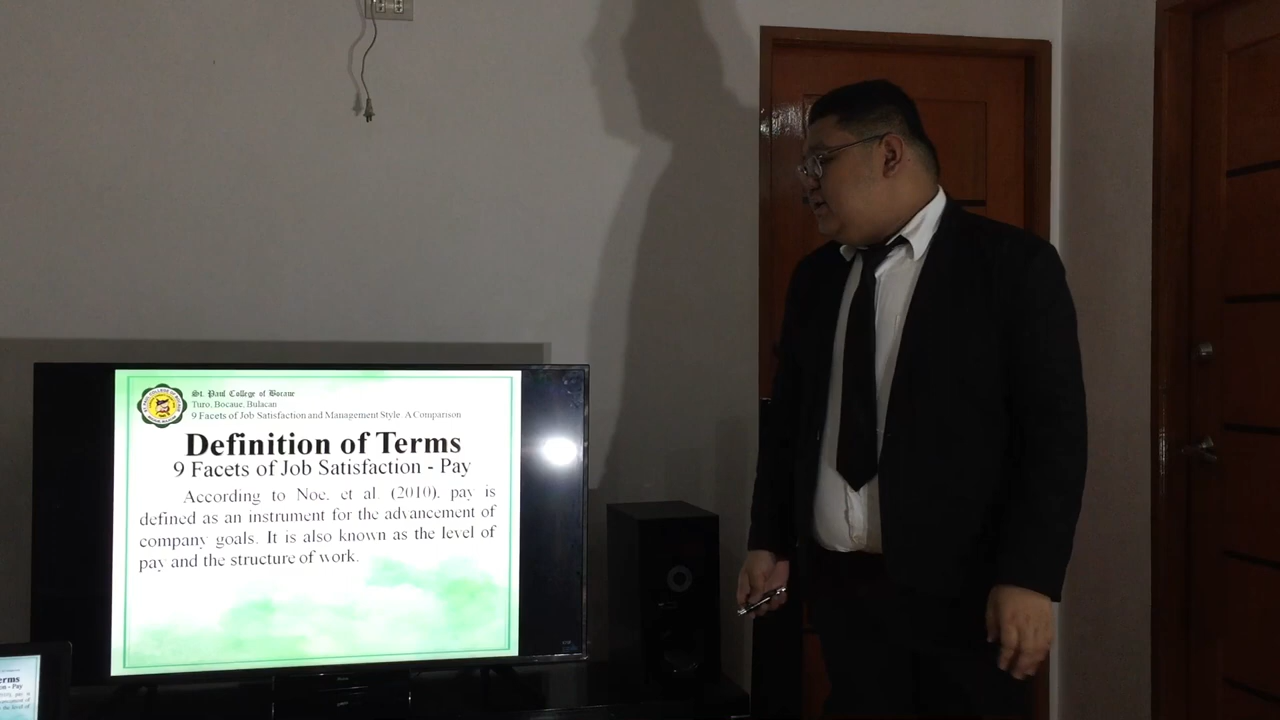 St. Paul College of Bocaue
Turo, Bocaue, Bulacan
9 Facets of Job Satisfaction and Management Style: A Comparison
Definition of Terms
9 Facets of Job Satisfaction - Pay
According to Noe, et al. (2010), pay is
defined as an instrument for the advancement of
company goals. It is also known as the level of
pay and the structure of work.